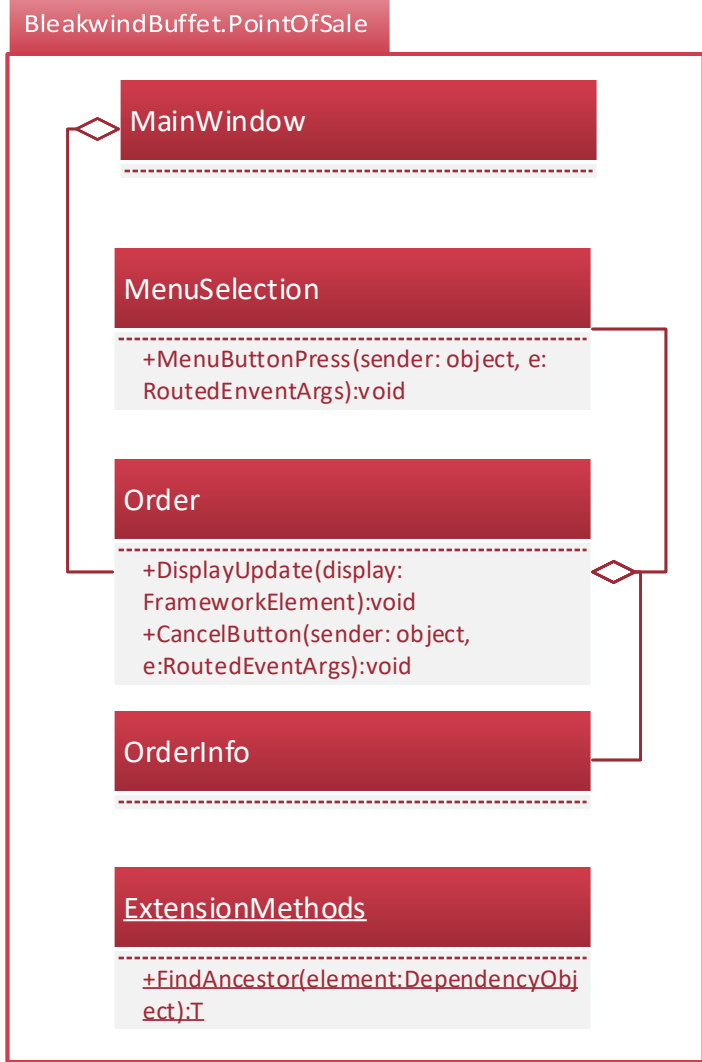 BleakwindBuffet.PointOfSale
MainWindow
MenuSelection
+MenuButtonPress(sender: object, e:
RoutedEnventArgs):void
Order
+DisplayUpdate(display:
FrameworkElement):void
+CancelButton(sender: object,
e:RoutedEventArgs):void
OrderInfo
ExtensionMethods
+FindAncestor(element:DependencyObj
ect):T